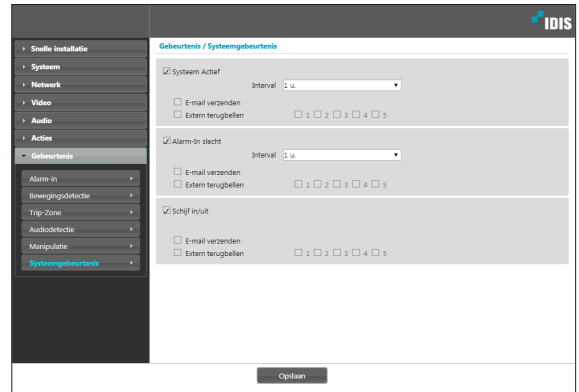 IDIS
Snelle installatie
Systeem
Netwerk
Video
Audio
Acties
Gebeurtenis
Alarm-in
Bewegingsdetectie
Trip-Zone
Audiodetectie
Manipulatie
Systeemgebeurtenis
Gebeurtenis / Systeemgebeurtenis
Systeem Actief
Interval 1 u.
E-mail verzenden
Extern terugbellen 1 2 3 4 5
Alarm-In slecht
Interval 1 u.
E-mail verzenden
Extern terugbellen 1 2 3 4 5
Schijf in/uit
E-mail verzenden
Extern terugbellen 1 2 3 4 5
Opslaan